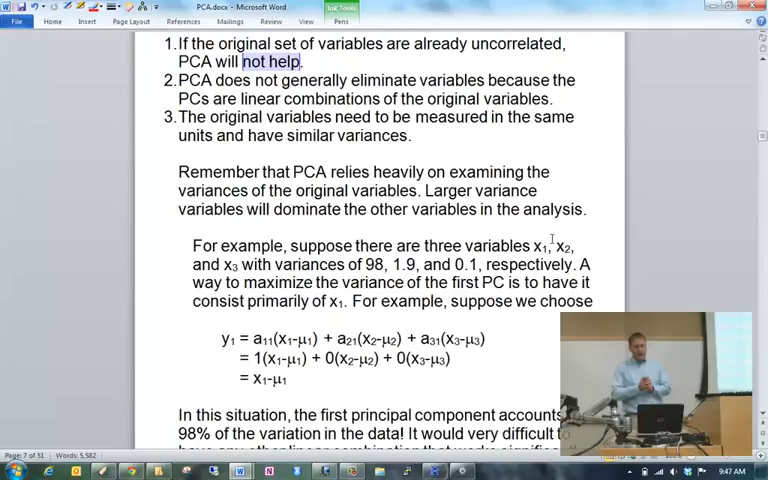 PCA.docx - Microsoft Word
Ink Tools
File
Home
Insert
Page Layout
References
Mailings
Review
View
Developer
Pens
1. If the original set of variables are already uncorrelated,
PCA will not help.
2. PCA does not generally eliminate variables because the
PCs are linear combinations of the original variables.
3. The original variables need to be measured in the same
units and have similar variances.
Remember that PCA relies heavily on examining the
variances of the original variables. Larger variance
variables will dominate the other variables in the analysis.
For example, suppose there are three variables x₁, x₂,
and x₃ with variances of 98, 1.9, and 0.1, respectively. A
way to maximize the variance of the first PC is to have it
consist primarily of x₁. For example, suppose we choose
y₁ = a₁₁(x₁-μ₁) + a₂₁(x₂-μ₂) + a₃₁(x₃-μ₃)
= 1(x₁-μ₁) + 0(x₂-μ₂) + 0(x₃-μ₃)
= x₁-μ₁
In this situation, the first principal component accounts
98% of the variation in the data! It would very difficult to
have any other linear combination that works
Page: 7 of 51
Words: 5,582
9:47 AM